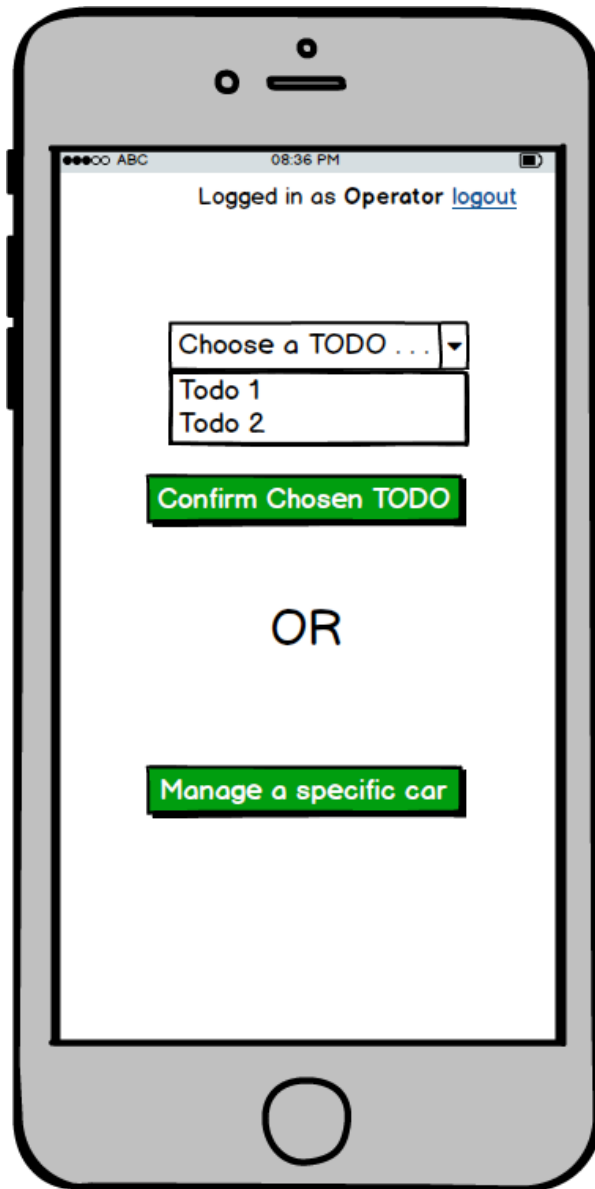 ABC 08:36 PM
Logged in as Operator logout
Choose a TODO . . .
Todo 1
Todo 2
Confirm Chosen TODO
OR
Manage a specific car